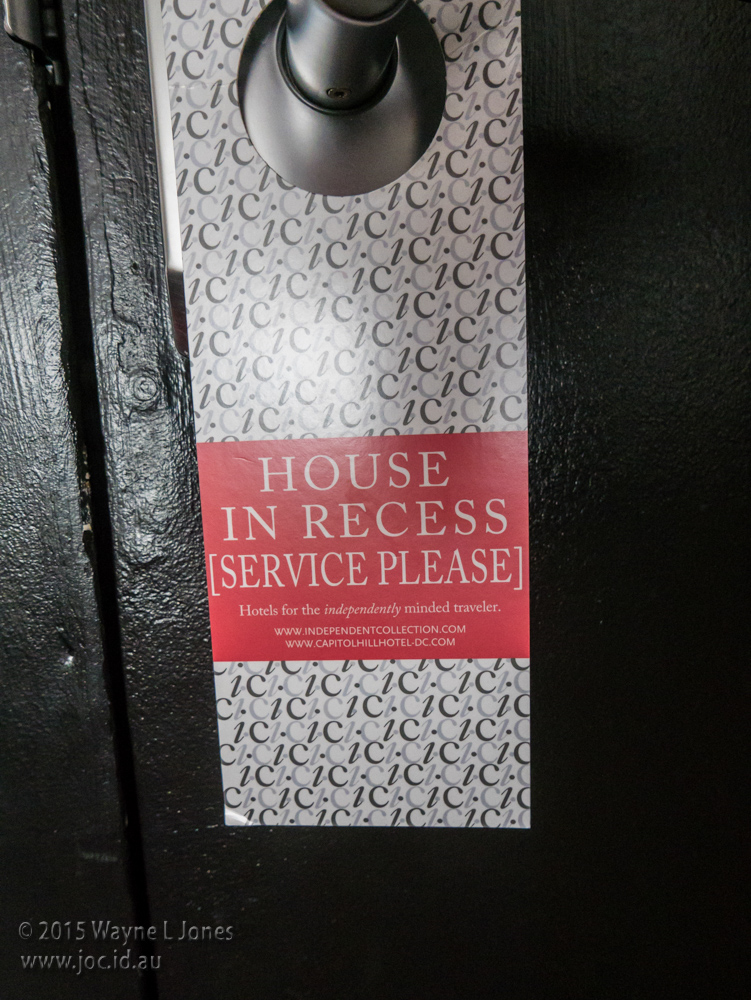 HOUSE
IN RECESS
[SERVICE PLEASE]
Hotels for the independently minded traveler.
WWW.INDEPENDENTCOLLECTION.COM
WWW.CAPITOLHILLHOTEL-DC.COM
© 2015 Wayne L Jones
www.joc.id.au